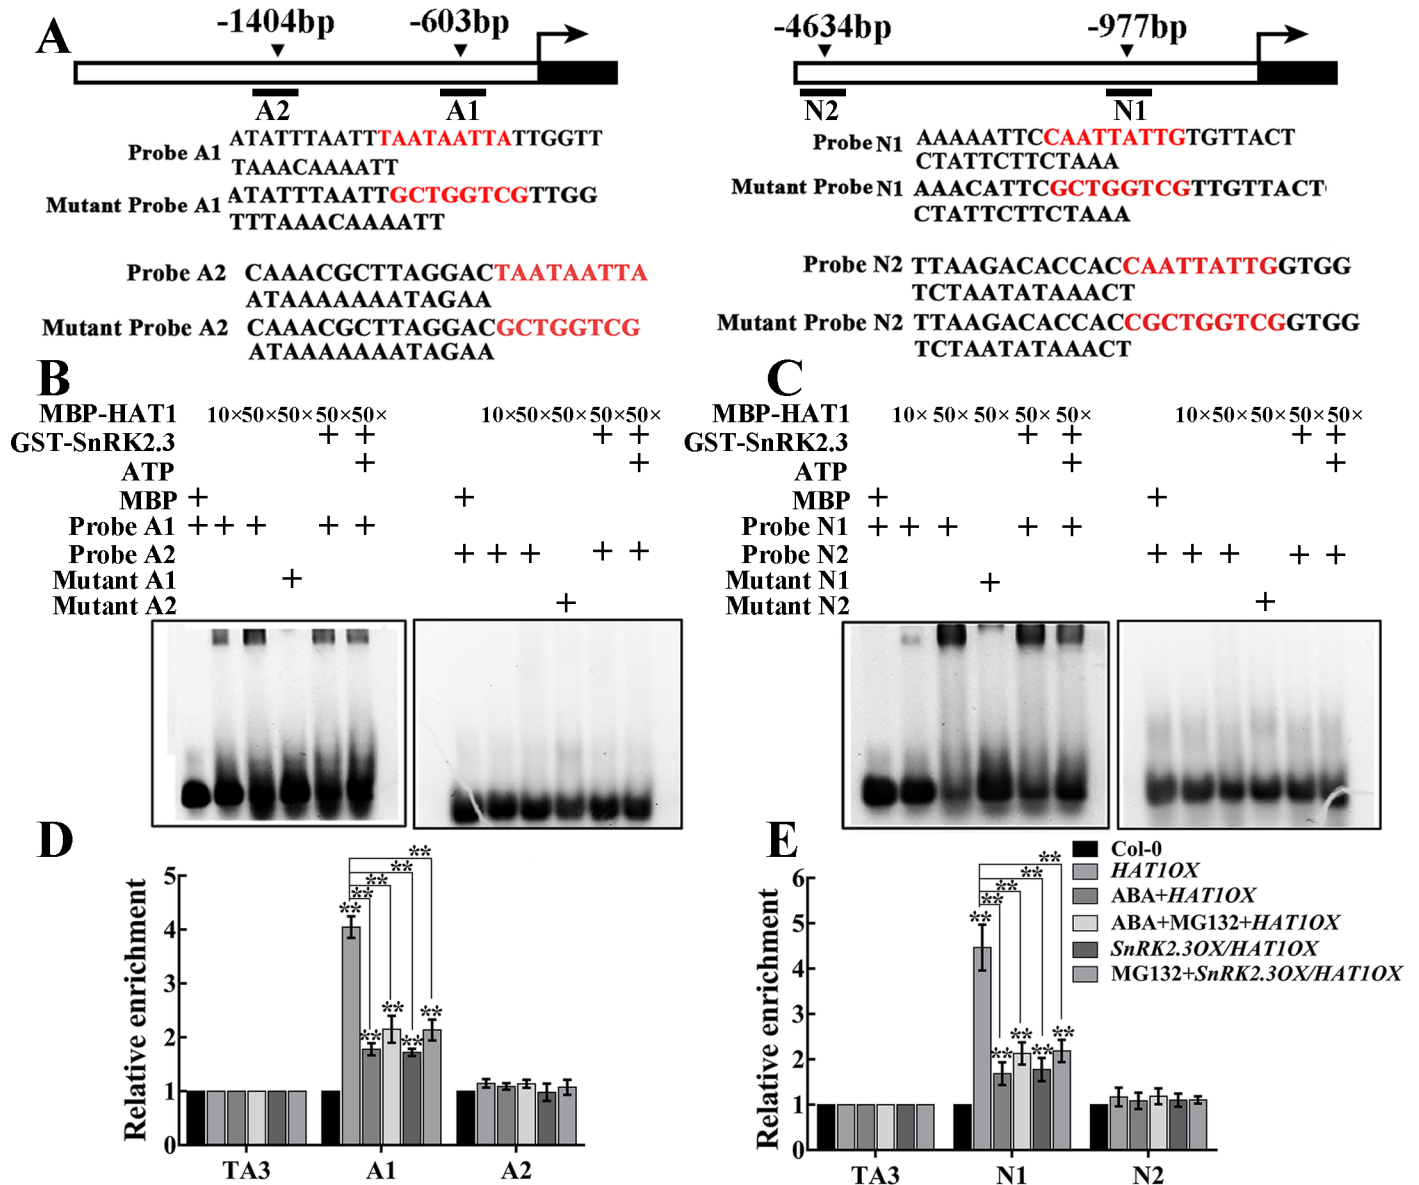 A
-1404bp -603bp
A2 A1
Probe A1 ATATTTAATTTAATAATTATTGGTT
TAAACAAAATT
Mutant Probe A1 ATATTTAATTGCTGGTCGTTGG
TTTAAACAAAATT
Probe A2 CAAACGCTTAGGACTAATAATTA
ATAAAAAAATAGAA
Mutant Probe A2 CAAACGCTTAGGACGCTGGTCG
ATAAAAAAATAGAA
-4634bp -977bp
N2 N1
Probe N1 AAAAATTCCAATTATTGTGTTACT
CTATTCTTCTAAA
Mutant Probe N1 AAACATTCGCTGGTCGTTGTTACT
CTATTCTTCTAAA
Probe N2 TTAAGACACCACCAATTATTGGTGG
TCTAATATAAACT
Mutant Probe N2 TTAAGACACCACCGCTGGTCGGTGG
TCTAATATAAACT
B
MBP-HAT1 10×50×50× 50×50× 10×50×50×50×50×
GST-SnRK2.3 + + + +
ATP + +
MBP + +
Probe A1 + + + + +
Probe A2 + + + + +
Mutant A1 +
Mutant A2 +
C
MBP-HAT1 10× 50× 50× 50× 50× 10×50×50×50×50×
GST-SnRK2.3 + + + +
ATP + +
MBP + +
Probe N1 + + + + +
Probe N2 + + + + +
Mutant N1 +
Mutant N2 +
D
Relative enrichment
5
4
3
2
1
0
** ** ** ** ** ** ** ** **
TA3 A1 A2
E
Col-0
HAT1OX
ABA+HAT1OX
ABA+MG132+HAT1OX
SnRK2.3OX/HAT1OX
MG132+SnRK2.3OX/HAT1OX
Relative enrichment
6
5
4
3
2
1
0
** ** ** ** ** ** ** ** **
TA3 N1 N2